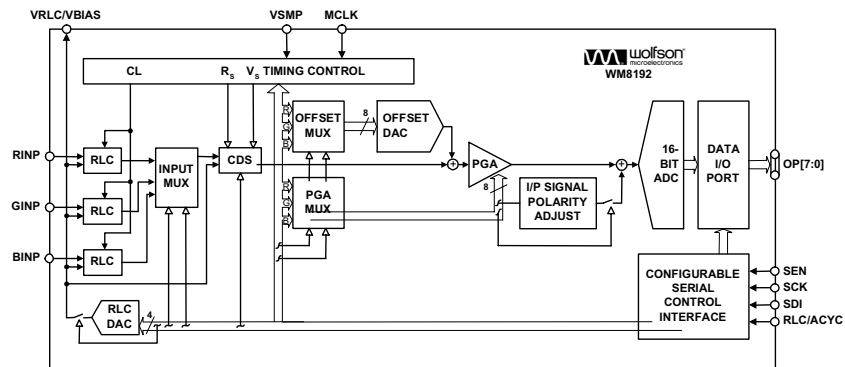 VRLC/VBIAS
VSMP
MCLK
wolfson
microelectronics
WM8192
CL
RS
VS TIMING CONTROL
R
G
B
OFFSET
MUX
8
OFFSET
DAC
RINP
RLC
INPUT
MUX
CDS
+
PGA
8
+
16-
BIT
ADC
DATA
I/O
PORT
OP[7:0]
GINP
RLC
R
G
B
PGA
MUX
I/P SIGNAL
POLARITY
ADJUST
BINP
RLC
CONFIGURABLE
SERIAL
CONTROL
INTERFACE
SEN
SCK
SDI
RLC/ACYC
RLC
DAC
4